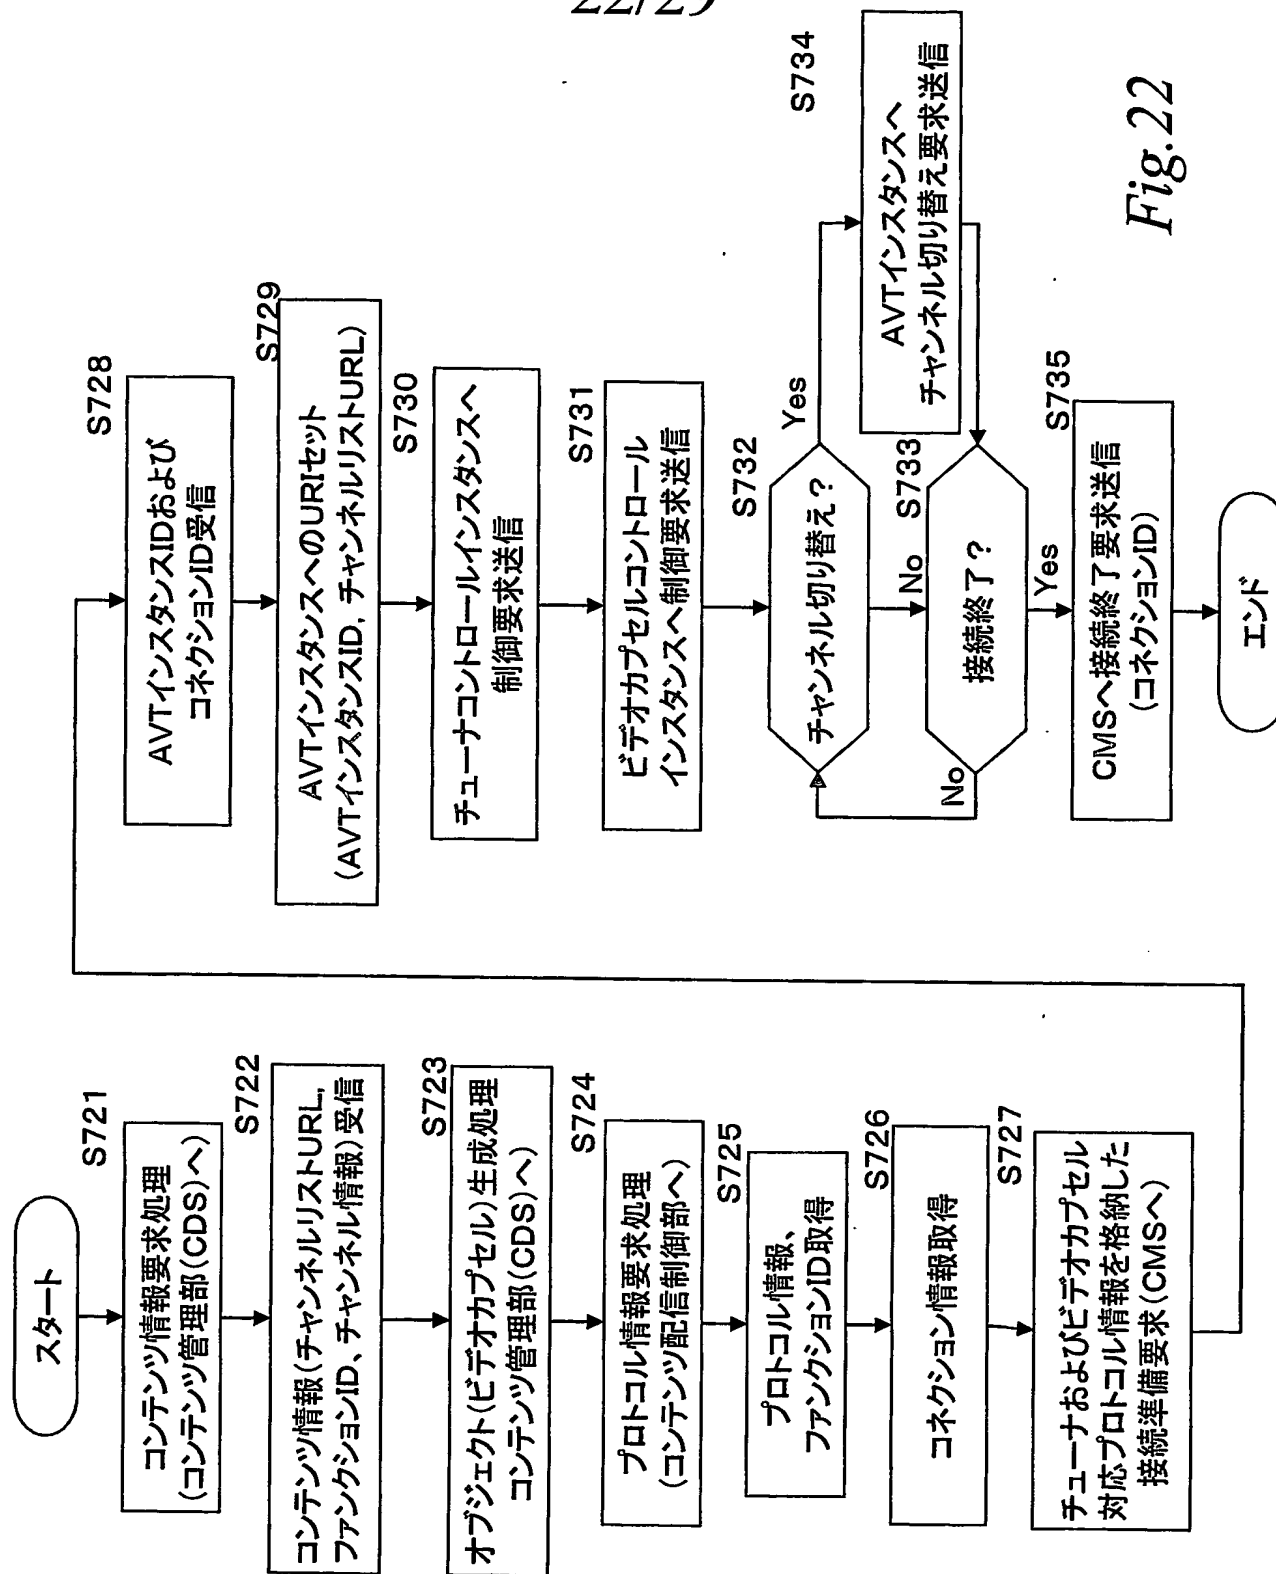 22/29
スタート
S721
コンテンツ情報要求処理
(コンテンツ管理部(CDS)へ)
S722
コンテンツ情報(チャンネルリストURL,
ファンクションID、チャンネル情報)受信
S723
オブジェクト(ビデオカプセル)生成処理
コンテンツ管理部(CDS)へ)
S724
プロトコル情報要求処理
(コンテンツ配信制御部へ)
S725
プロトコル情報、
ファンクションID取得
S726
コネクション情報取得
S727
チューナおよびビデオカプセル
対応プロトコル情報を格納した
接続準備要求(CMSへ)
S728
AVTインスタンスIDおよび
コネクションID受信
S729
AVTインスタンスへのURIセット
(AVTインスタンスID, チャンネルリストURL)
S730
チューナコントロールインスタンスへ
制御要求送信
S731
ビデオカプセルコントロール
インスタンスへ制御要求送信
S732
チャンネル切り替え?
Yes
No
S734
AVTインスタンスへ
チャンネル切り替え要求送信
S733
接続終了?
No
Yes
S735
CMSへ接続終了要求送信
(コネクションID)
エンド
Fig.22